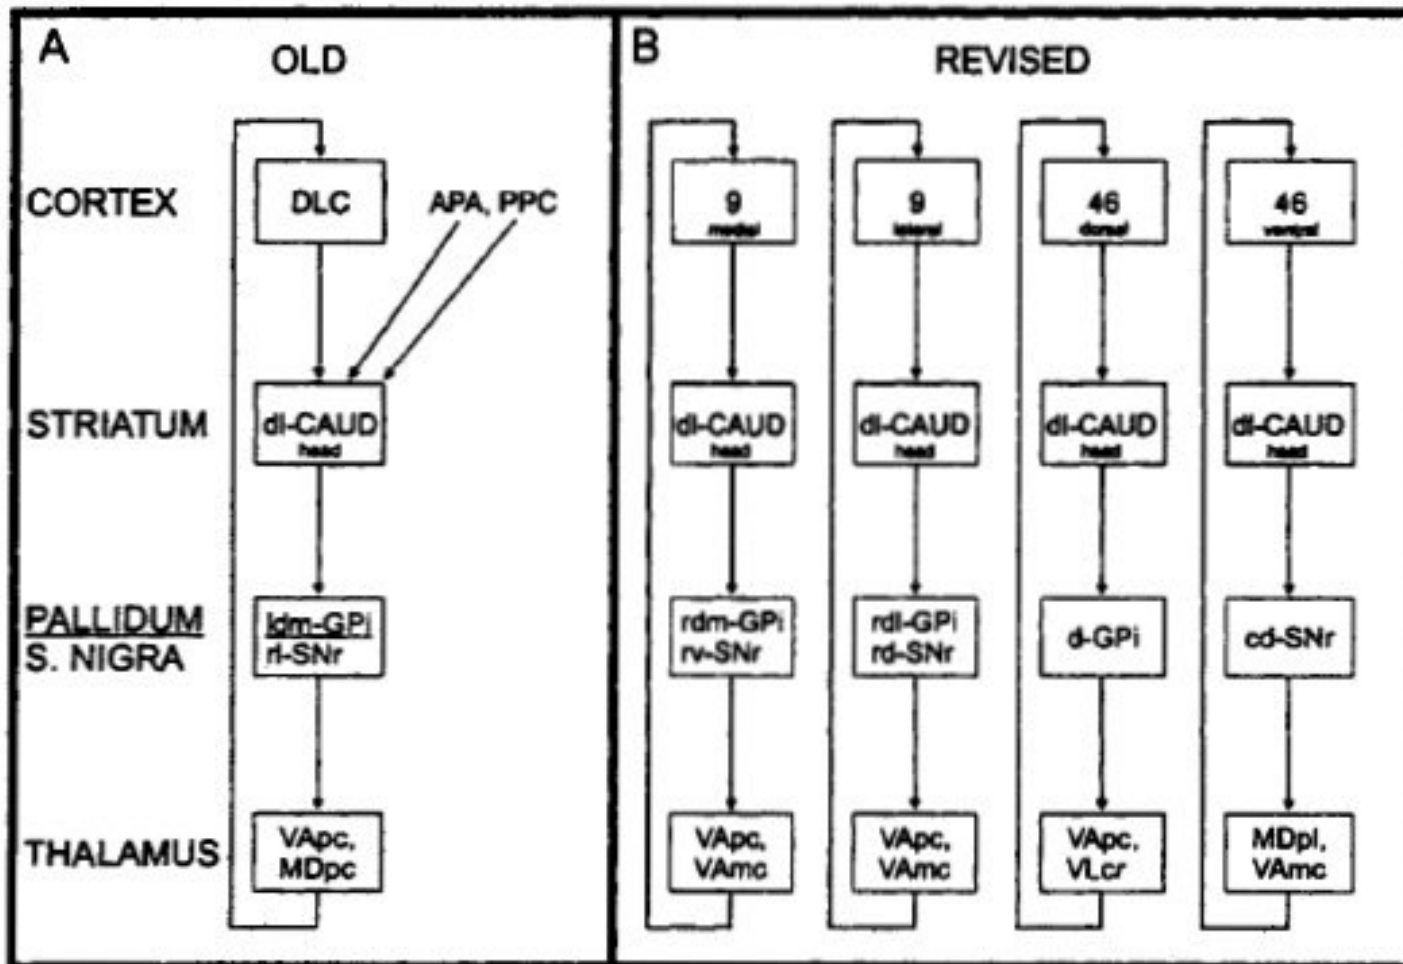 A
OLD
CORTEX
DLC
APA, PPC
STRIATUM
dl-CAUD
head
PALLIDUM
S. NIGRA
ldm-GPi
rl-SNr
THALAMUS
VApc,
MDpc
B
REVISED
9
medial
9
lateral
46
dorsal
46
ventral
dl-CAUD
head
dl-CAUD
head
dl-CAUD
head
dl-CAUD
head
rdm-GPi
rv-SNr
rdl-GPi
rd-SNr
d-GPi
cd-SNr
VApc,
VAmc
VApc,
VAmc
VApc,
VLcr
MDpl,
VAmc